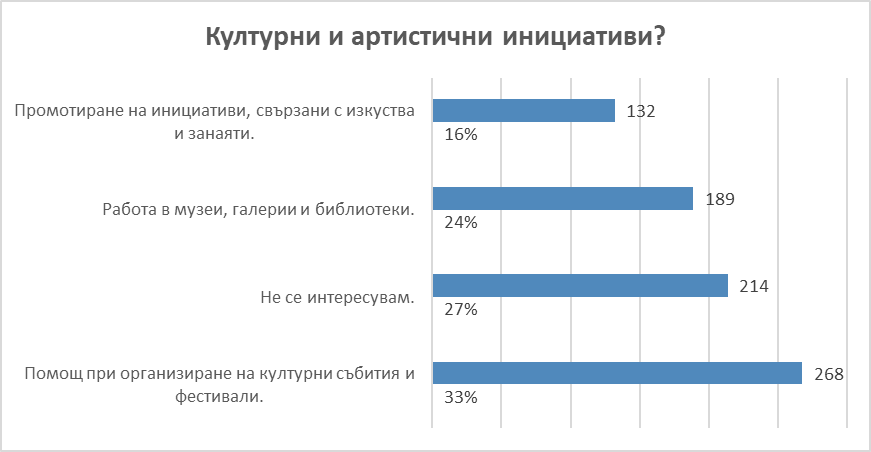 Културни и артистични инициативи?
Промотиране на инициативи, свързани с изкуства
и занаяти.
132
16%
Работа в музеи, галерии и библиотеки.
189
24%
Не се интересувам.
214
27%
Помощ при организиране на културни събития и
фестивали.
268
33%